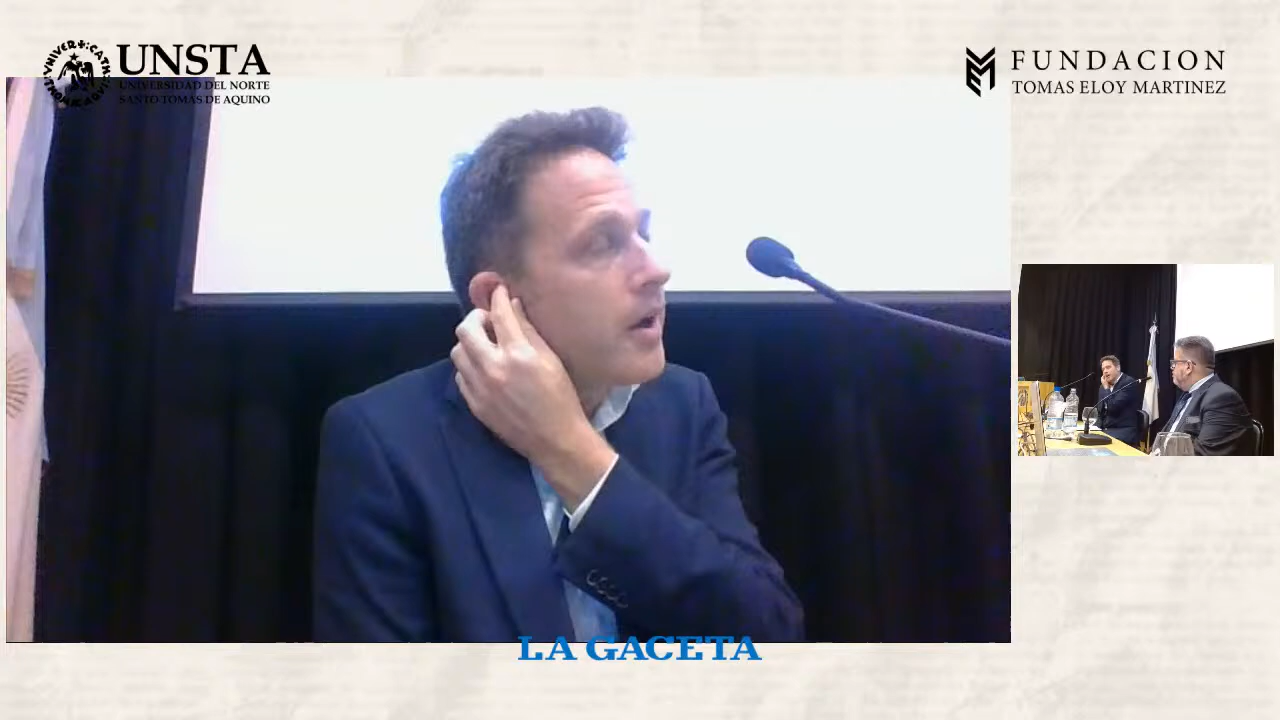 UNSTA
UNIVERSIDAD DEL NORTE
SANTO TOMÁS DE AQUINO
FUNDACION
TOMAS ELOY MARTINEZ
LA GACETA